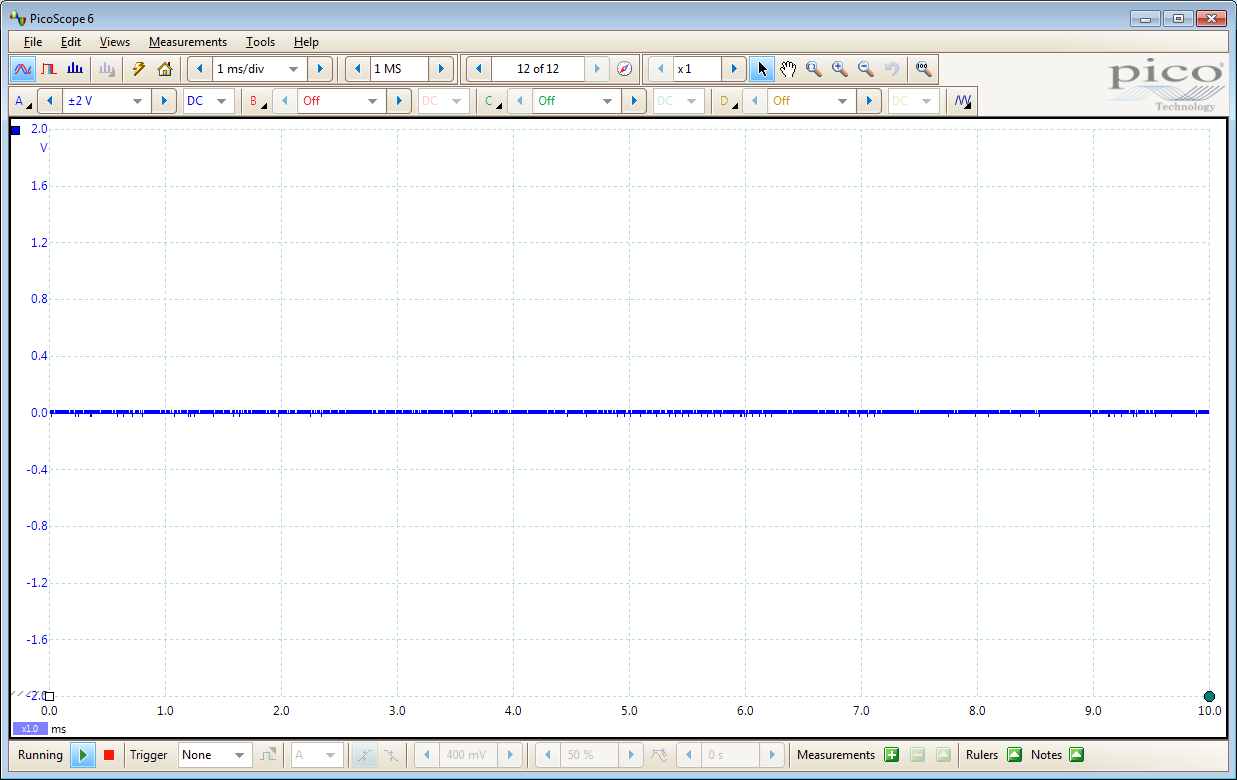 PicoScope 6
File Edit Views Measurements Tools Help
1 ms/div 1 MS 12 of 12 x1
pico
Technology
A ±2 V DC B Off DC C Off DC D Off DC
2.0
V
1.6
1.2
0.8
0.4
0.0
-0.4
-0.8
-1.2
-1.6
-2.0
0.0 1.0 2.0 3.0 4.0 5.0 6.0 7.0 8.0 9.0 10.0
x1.0 ms
Running Trigger None A 400 mV 50 % 0 s Measurements Rulers Notes